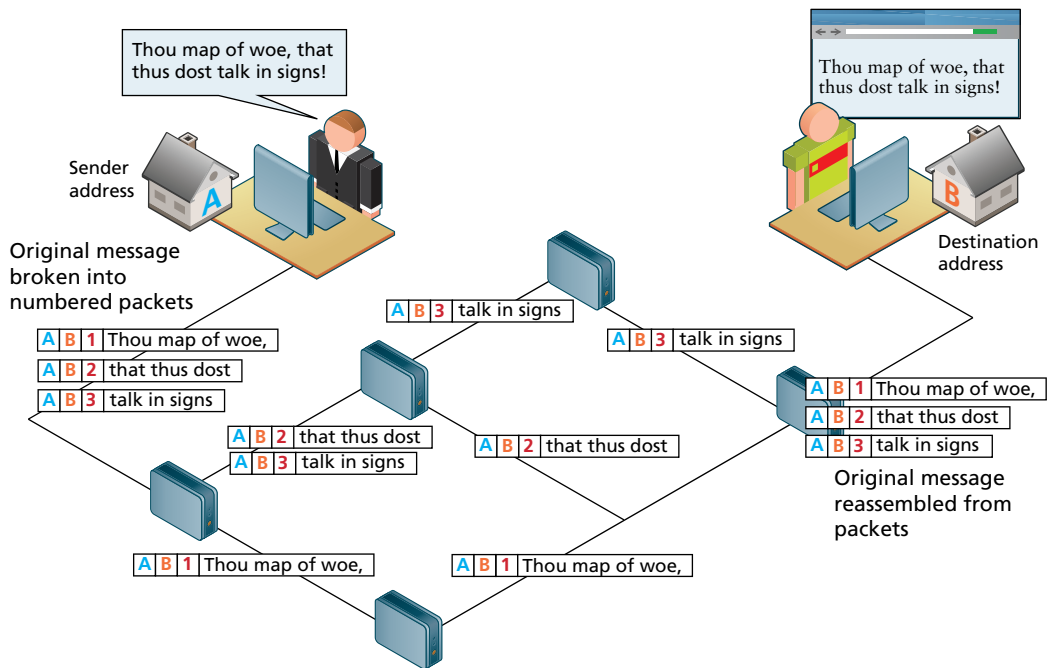 Thou map of woe, that
thus dost talk in signs!
Thou map of woe, that
thus dost talk in signs!
Sender
address
A
B
Destination
address
Original message
broken into
numbered packets
A B 3 talk in signs
A B 1 Thou map of woe,
A B 3 talk in signs
A B 2 that thus dost
A B 3 talk in signs
A B 1 Thou map of woe,
A B 2 that thus dost
A B 3 talk in signs
A B 2 that thus dost
A B 3 talk in signs
A B 2 that thus dost
Original message
reassembled from
packets
A B 1 Thou map of woe,
A B 1 Thou map of woe,